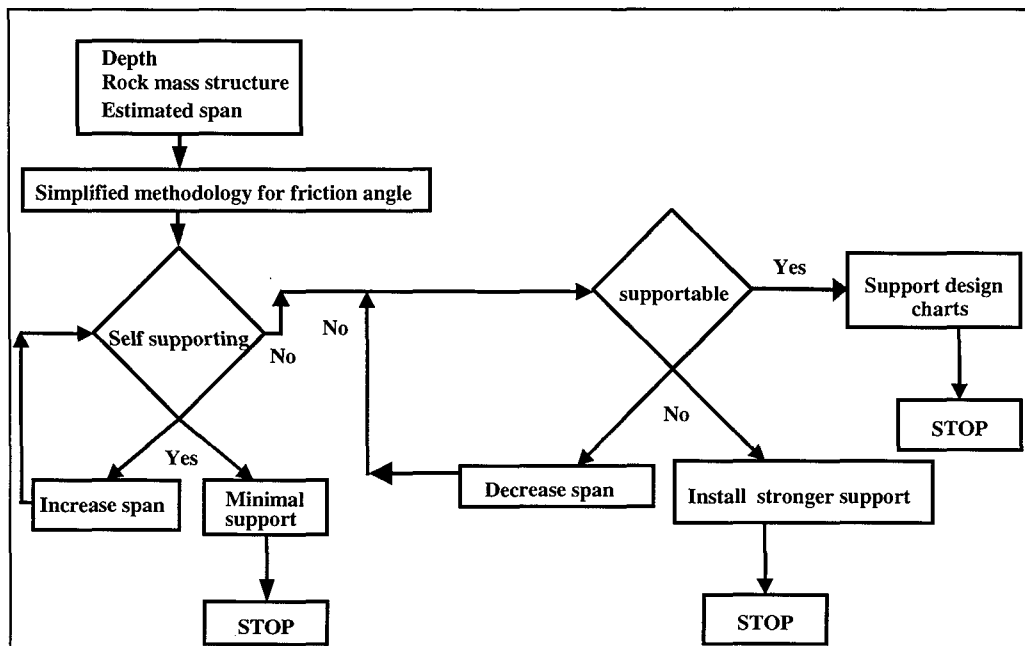 Depth
Rock mass structure
Estimated span
Simplified methodology for friction angle
Self supporting
No
Yes
Increase span
Minimal
support
STOP
No
supportable
Yes
Support design
charts
STOP
No
Decrease span
Install stronger support
STOP